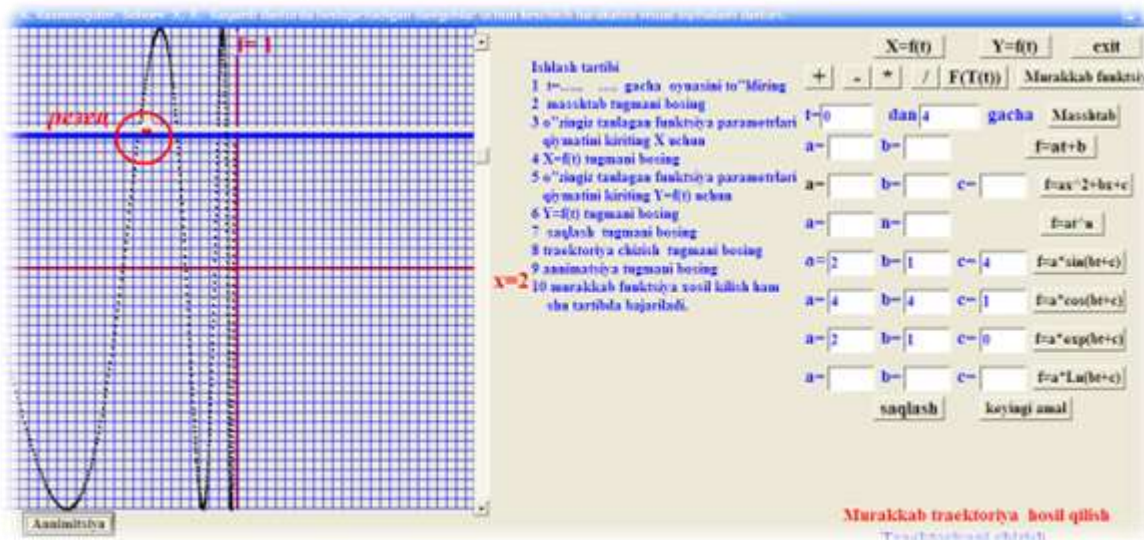 X=f(t) Y=f(t) exit
+ - * / F(T(t)) Murakkab funktsiy
i= 1
резец
Ishlash tartibi
1 t=..... ..... gacha oynasini to"ldiring
2 masshtab tugmani bosing
3 o"zingiz tanlagan funktsiya parametrlari
qiymatini kiriting X uchun
4 X=f(t) tugmani bosing
5 o"zingiz tanlagan funktsiya parametrlari
qiymatini kiriting Y=f(t) uchun
6 Y=f(t) tugmani bosing
7 saqlash tugmani bosing
8 traektoriya chizish tugmani bosing
9 annimatsiya tugmani bosing
10 murakkab funktsiya xosil kilish ham
shu tartibda bajariladi.
x=2
t=0 dan 4 gacha Masshtab
a= b= f=at+b
a= b= c= f=ax^2+bx+c
a= n= f=at^n
a=2 b=1 c=4 f=a*sin(bt+c)
a=4 b=4 c=1 f=a*cos(bt+c)
a=2 b=1 c=0 f=a*exp(bt+c)
a= b= c= f=a*Ln(bt+c)
saqlash keyingi amal
Annimitsiya
Murakkab traektoriya hosil qilish